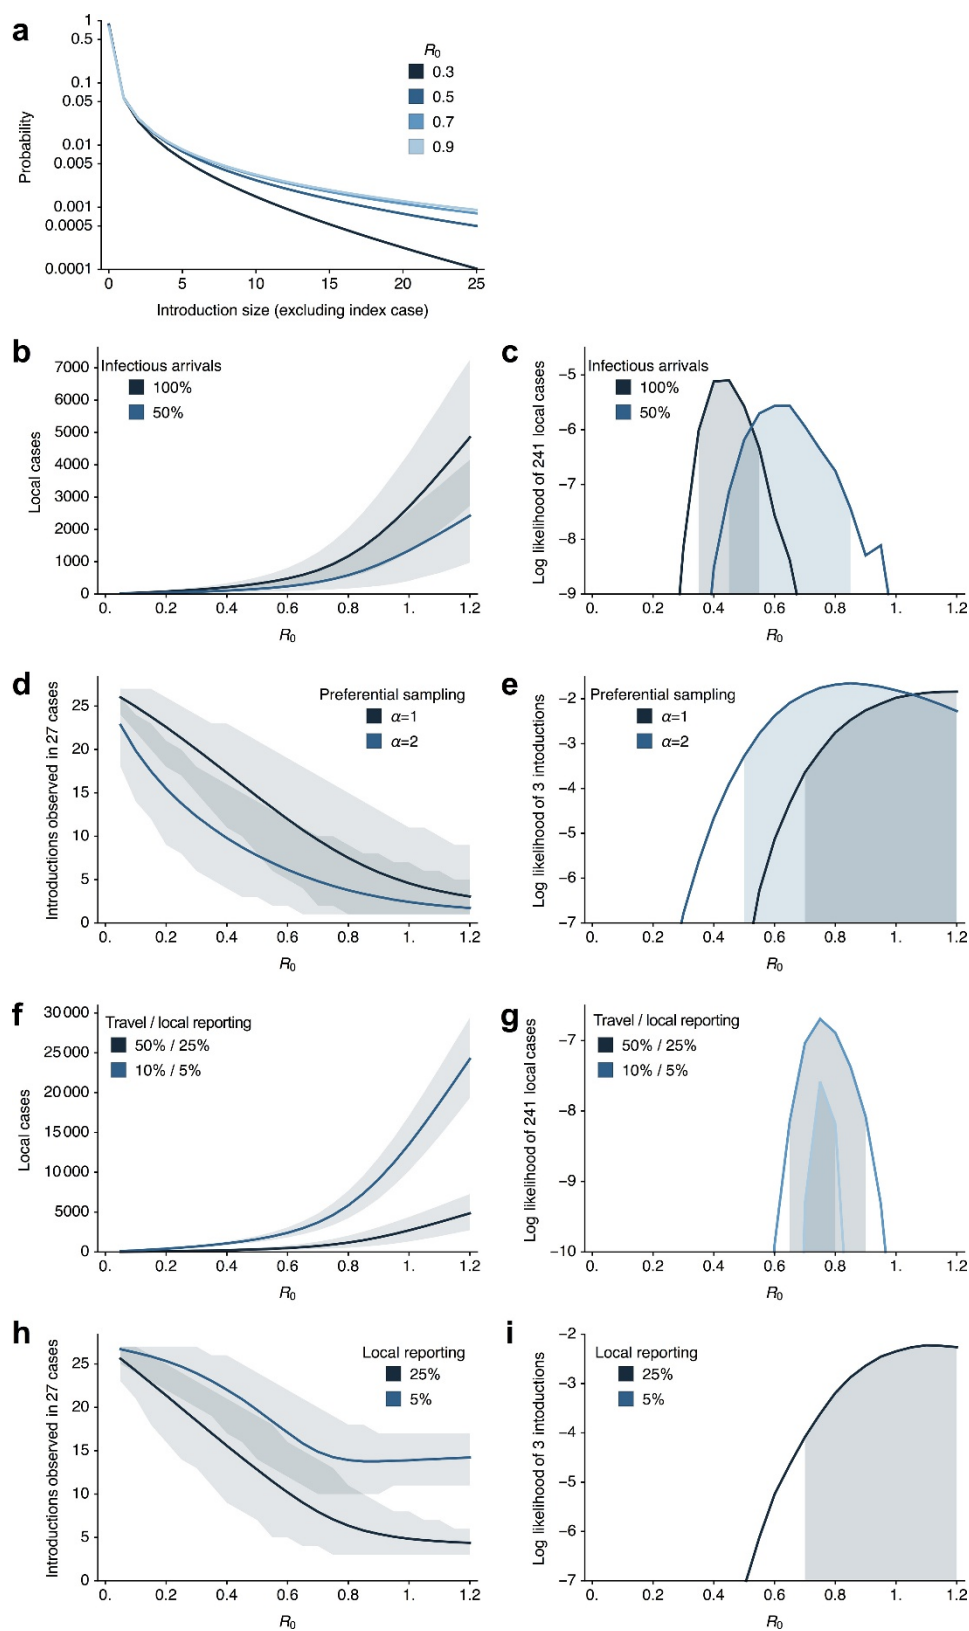 a
1
0.5
0.1
0.05
0.01
0.005
0.001
0.0005
0.0001
Probability
R0
0.3
0.5
0.7
0.9
0 5 10 15 20 25
Introduction size (excluding index case)
b
Infectious arrivals
100%
50%
7000
6000
5000
4000
3000
2000
1000
0
Local cases
0. 0.2 0.4 0.6 0.8 1. 1.2
R0
c
Infectious arrivals
100%
50%
−5
−6
−7
−8
−9
Log likelihood of 241 local cases
0. 0.2 0.4 0.6 0.8 1. 1.2
R0
d
Preferential sampling
α=1
α=2
25
20
15
10
5
0
Introductions observed in 27 cases
0. 0.2 0.4 0.6 0.8 1. 1.2
R0
e
Preferential sampling
α=1
α=2
−2
−3
−4
−5
−6
−7
Log likelihood of 3 intoductions
0. 0.2 0.4 0.6 0.8 1. 1.2
R0
f
Travel / local reporting
50% / 25%
10% / 5%
30 000
25 000
20 000
15 000
10 000
5000
0
Local cases
0. 0.2 0.4 0.6 0.8 1. 1.2
R0
g
Travel / local reporting
50% / 25%
10% / 5%
−7
−8
−9
−10
Log likelihood of 241 local cases
0. 0.2 0.4 0.6 0.8 1. 1.2
R0
h
Local reporting
25%
5%
25
20
15
10
5
0
Introductions observed in 27 cases
0. 0.2 0.4 0.6 0.8 1. 1.2
R0
i
Local reporting
25%
5%
−2
−3
−4
−5
−6
−7
Log likelihood of 3 intoductions
0. 0.2 0.4 0.6 0.8 1. 1.2
R0